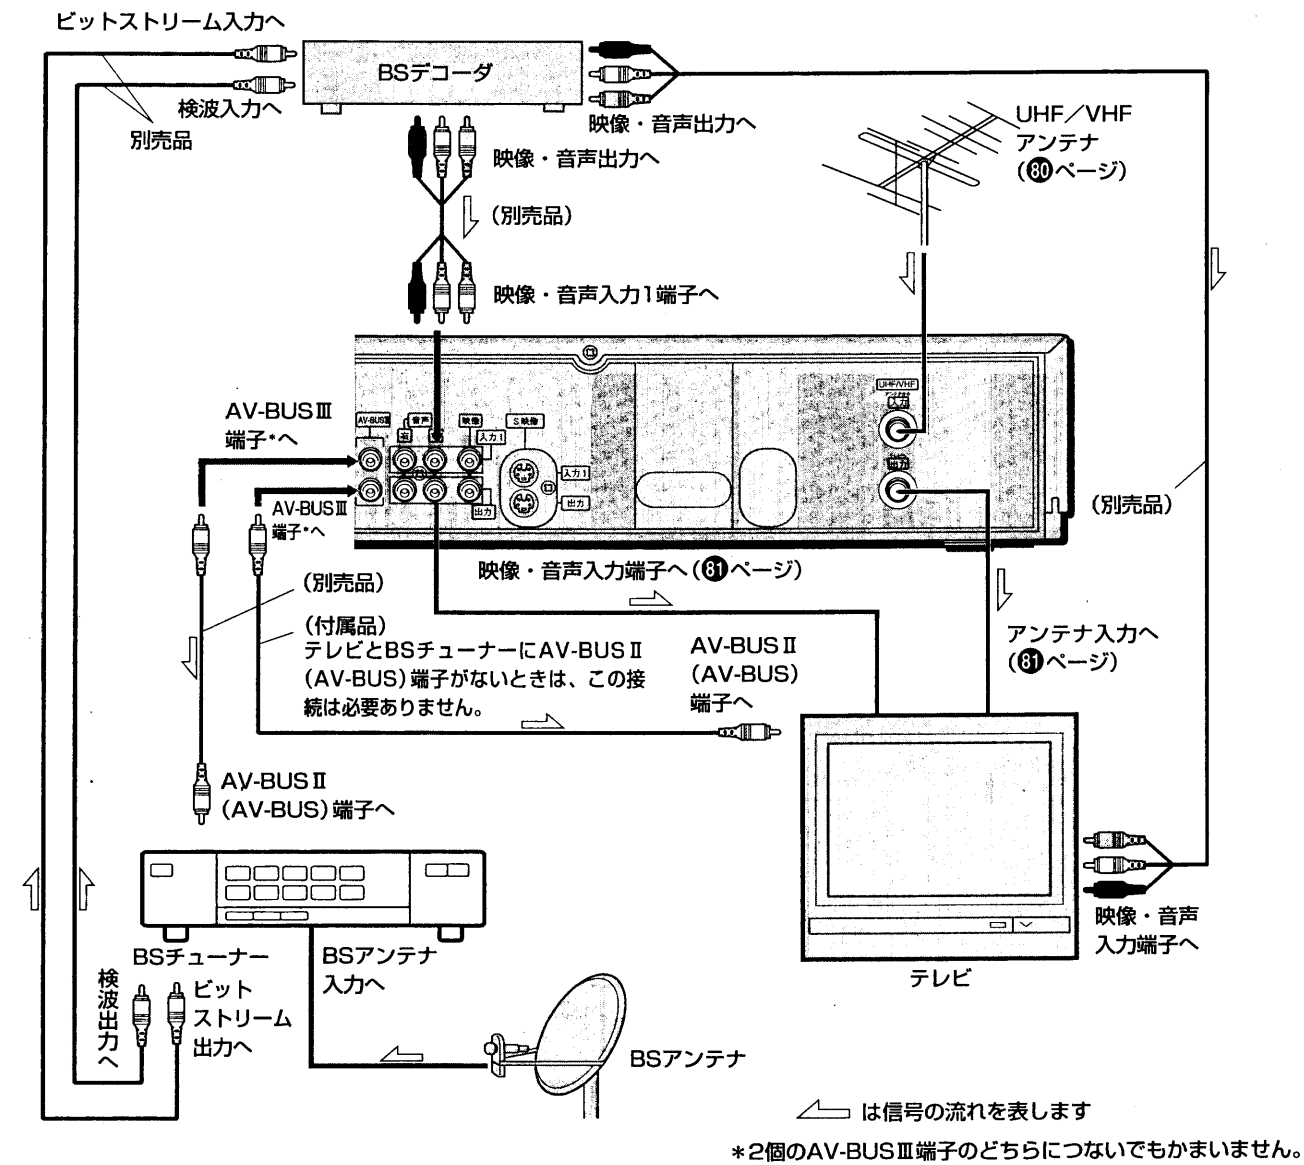 ビットストリーム入力へ
BSデコーダ
検波入力へ
別売品
映像・音声出力へ
映像・音声出力へ
(別売品)
映像・音声入力1端子へ
UHF/VHF
アンテナ
(80ページ)
AV-BUSⅢ
端子*へ
AV-BUSⅢ
音声
映像
S映像
右
入力1
入力1
出力
出力
UHF/VHF
入力
出力
AV-BUSⅢ
端子*へ
(別売品)
映像・音声入力端子へ(81ページ)
(別売品)
(付属品)
テレビとBSチューナーにAV-BUSⅡ
(AV-BUS)端子がないときは、この接
続は必要ありません。
AV-BUSⅡ
(AV-BUS)
端子へ
アンテナ入力へ
(81ページ)
AV-BUSⅡ
(AV-BUS)端子へ
映像・音声
入力端子へ
テレビ
BSチューナー
BSアンテナ
入力へ
検波出力へ
ビット
ストリーム
出力へ
BSアンテナ
は信号の流れを表します
*2個のAV-BUSⅢ端子のどちらにつないでもかまいません。